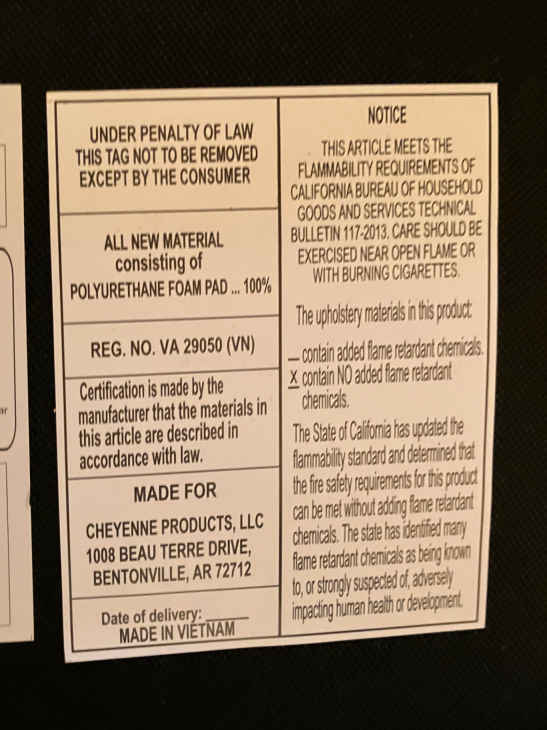 UNDER PENALTY OF LAW
THIS TAG NOT TO BE REMOVED
EXCEPT BY THE CONSUMER
ALL NEW MATERIAL
consisting of
POLYURETHANE FOAM PAD ... 100%
REG. NO. VA 29050 (VN)
Certification is made by the
manufacturer that the materials in
this article are described in
accordance with law.
MADE FOR
CHEYENNE PRODUCTS, LLC
1008 BEAU TERRE DRIVE,
BENTONVILLE, AR 72712
Date of delivery: ______
MADE IN VIETNAM
NOTICE
THIS ARTICLE MEETS THE
FLAMMABILITY REQUIREMENTS OF
CALIFORNIA BUREAU OF HOUSEHOLD
GOODS AND SERVICES TECHNICAL
BULLETIN 117-2013. CARE SHOULD BE
EXERCISED NEAR OPEN FLAME OR
WITH BURNING CIGARETTES.
The upholstery materials in this product:
__ contain added flame retardant chemicals.
X contain NO added flame retardant
chemicals.
The State of California has updated the
flammability standard and determined that
the fire safety requirements for this product
can be met without adding flame retardant
chemicals. The state has identified many
flame retardant chemicals as being known
to, or strongly suspected of, adversely
impacting human health or development.